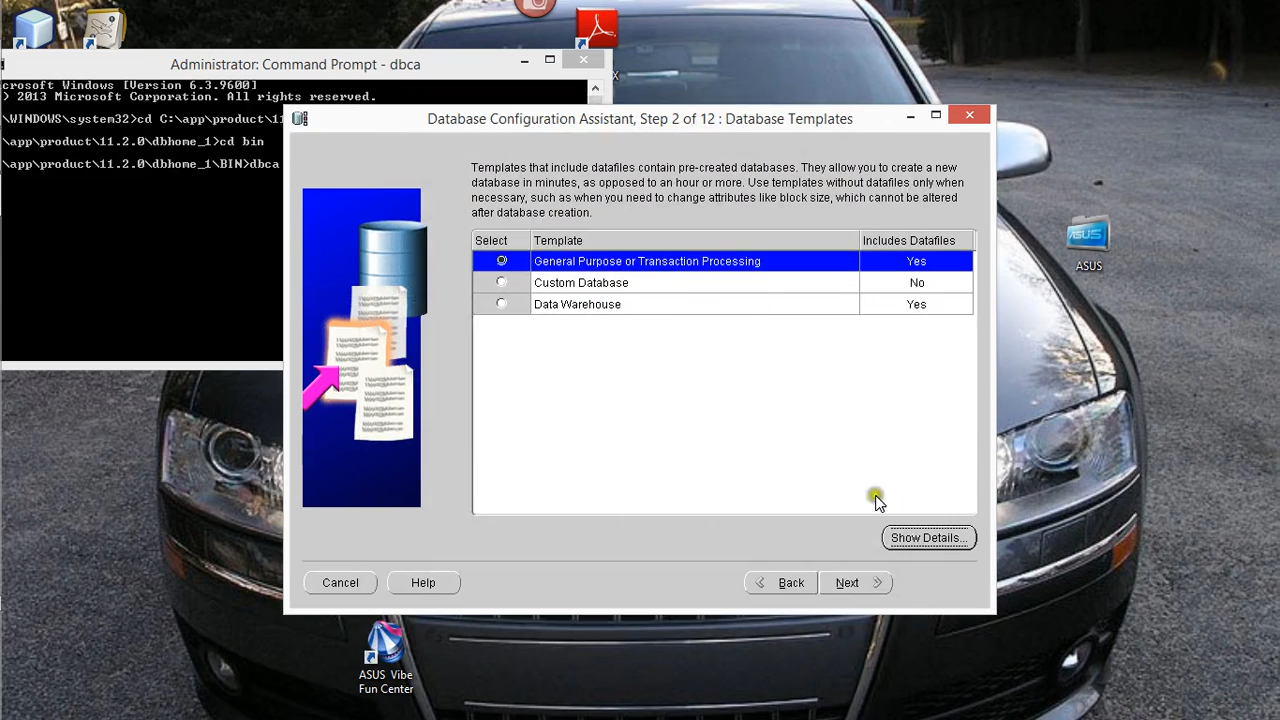 Administrator: Command Prompt - dbca
crosoft Windows [Version 6.3.9600]
) 2013 Microsoft Corporation. All rights reserved.
\WINDOWS\system32>cd C:\app\product\11
\app\product\11.2.0\dbhome_1>cd bin
\app\product\11.2.0\dbhome_1\BIN>dbca
X
Database Configuration Assistant, Step 2 of 12 : Database Templates
Templates that include datafiles contain pre-created databases. They allow you to create a new
database in minutes, as opposed to an hour or more. Use templates without datafiles only when
necessary, such as when you need to change attributes like block size, which cannot be altered
after database creation.
Select Template Includes Datafiles
General Purpose or Transaction Processing Yes
Custom Database No
Data Warehouse Yes
Show Details...
Cancel Help Back Next
ASUS
ASUS
ASUS Vibe
Fun Center